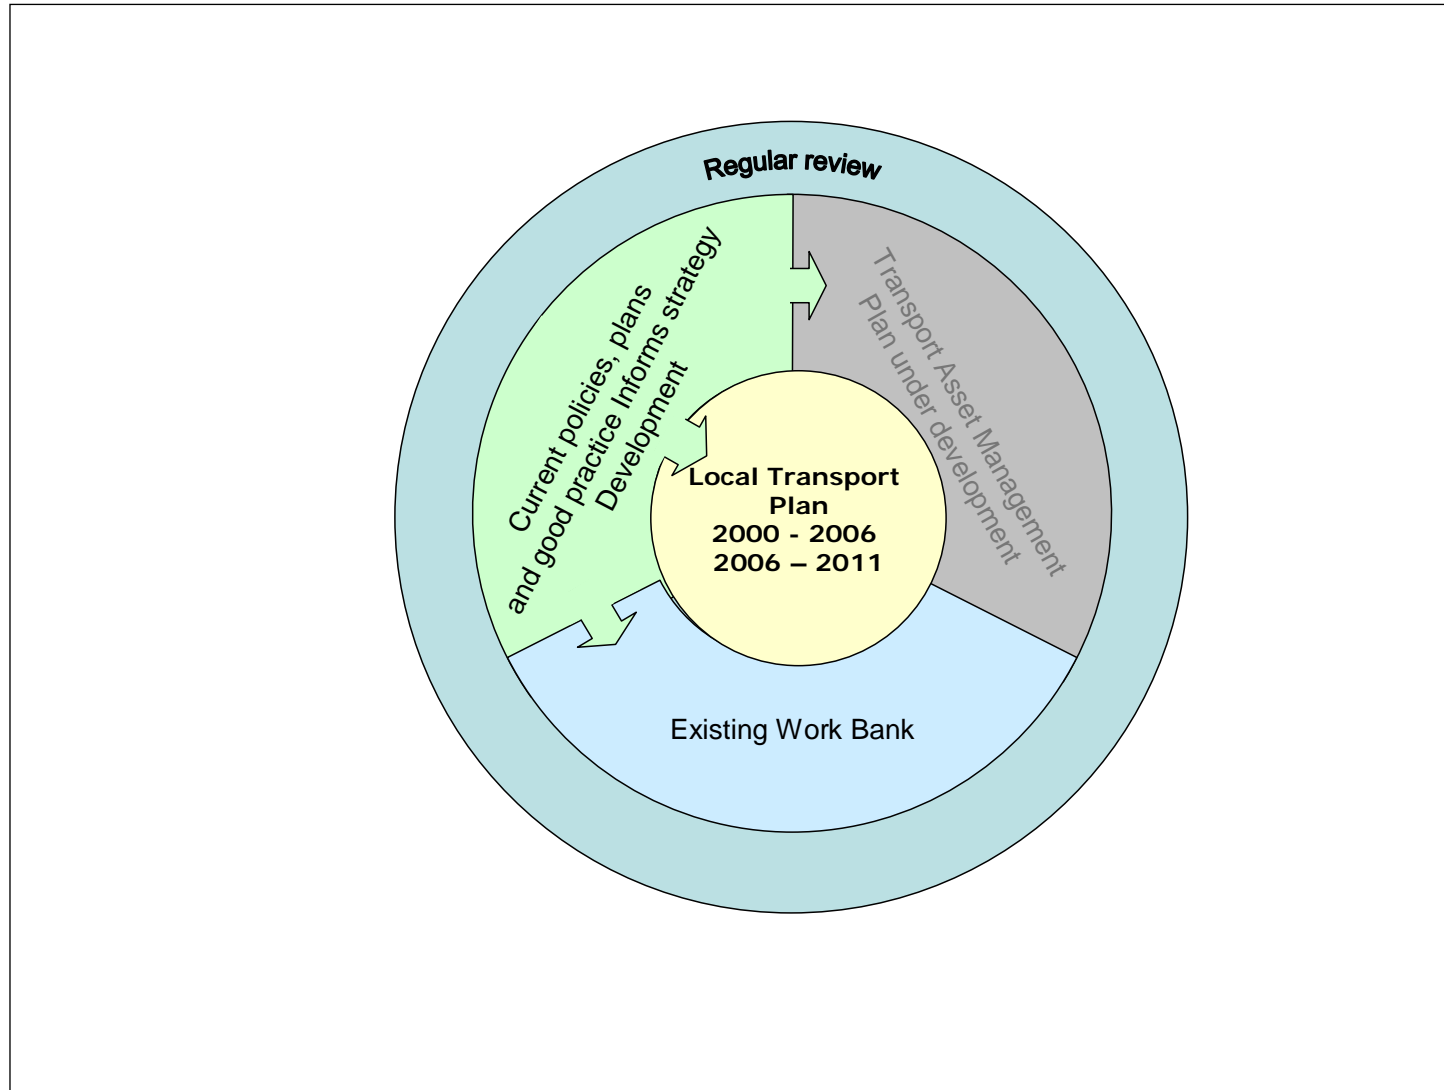 Regular review
Current policies, plans
and good practice Informs strategy
Development
Transport Asset Management
Plan under development
Local Transport
Plan
2000 - 2006
2006 – 2011
Existing Work Bank